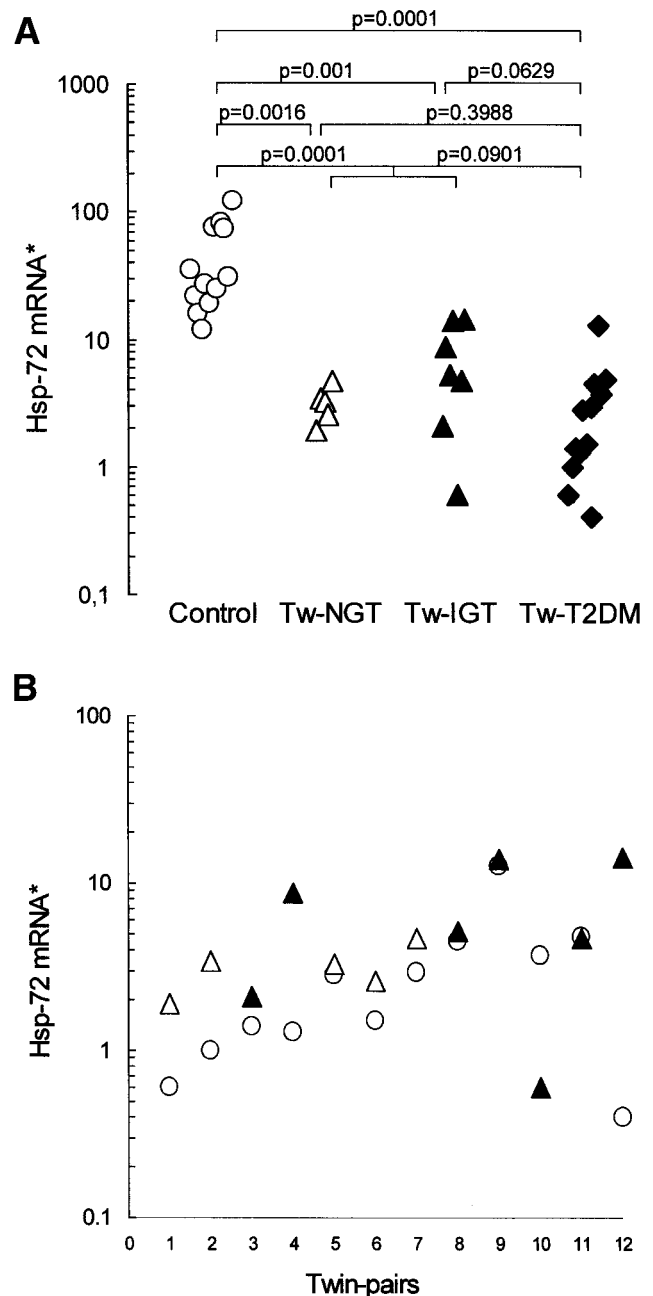 A
p=0.0001
p=0.001 p=0.0629
p=0.0016 p=0.3988
p=0.0001 p=0.0901
1000
100
10
1
0,1
Hsp-72 mRNA*
Control Tw-NGT Tw-IGT Tw-T2DM
B
100
10
1
0.1
Hsp-72 mRNA*
0 1 2 3 4 5 6 7 8 9 10 11 12
Twin-pairs